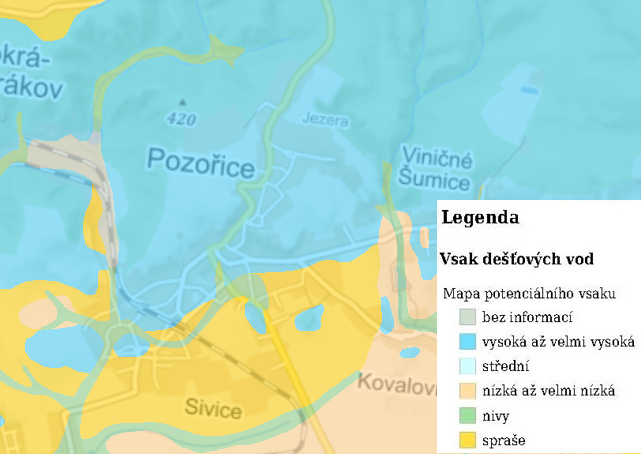 okrá-
rákov
420
Jezera
Pozořice
Viničné
Šumice
Legenda
Vsak dešťových vod
Mapa potenciálního vsaku
bez informací
vysoká až velmi vysoká
střední
nízká až velmi nízká
nivy
spraše
Kovalov
Sivice